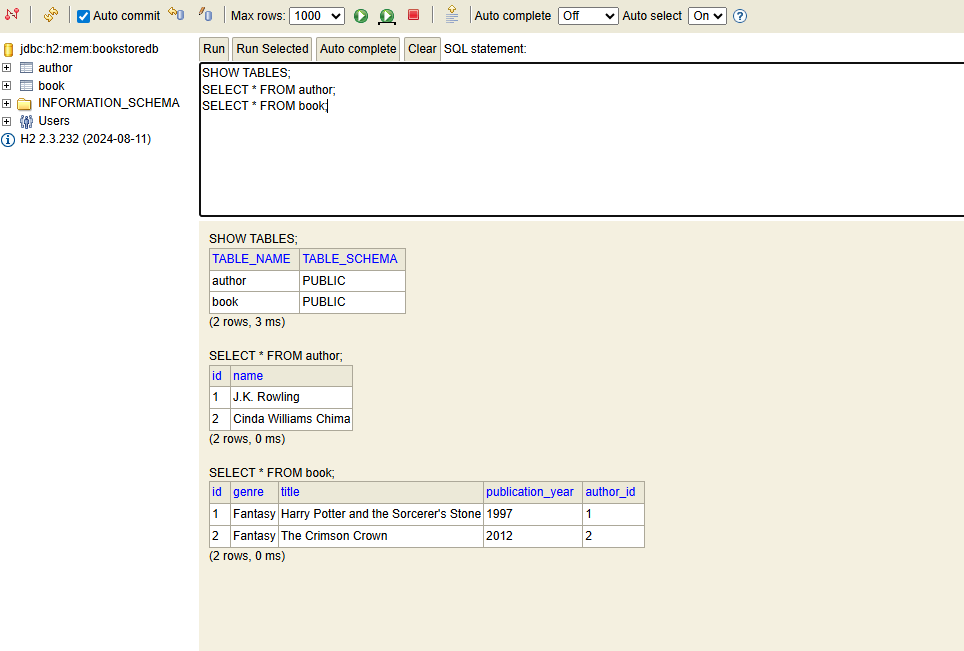 Auto commit Max rows: 1000 Auto complete Off Auto select On
jdbc:h2:mem:bookstoredb
author
book
INFORMATION_SCHEMA
Users
H2 2.3.232 (2024-08-11)
Run Run Selected Auto complete Clear SQL statement:
SHOW TABLES;
SELECT * FROM author;
SELECT * FROM book;
SHOW TABLES;
TABLE_NAME TABLE_SCHEMA
author PUBLIC
book PUBLIC
(2 rows, 3 ms)
SELECT * FROM author;
id name
1 J.K. Rowling
2 Cinda Williams Chima
(2 rows, 0 ms)
SELECT * FROM book;
id genre title publication_year author_id
1 Fantasy Harry Potter and the Sorcerer's Stone 1997 1
2 Fantasy The Crimson Crown 2012 2
(2 rows, 0 ms)